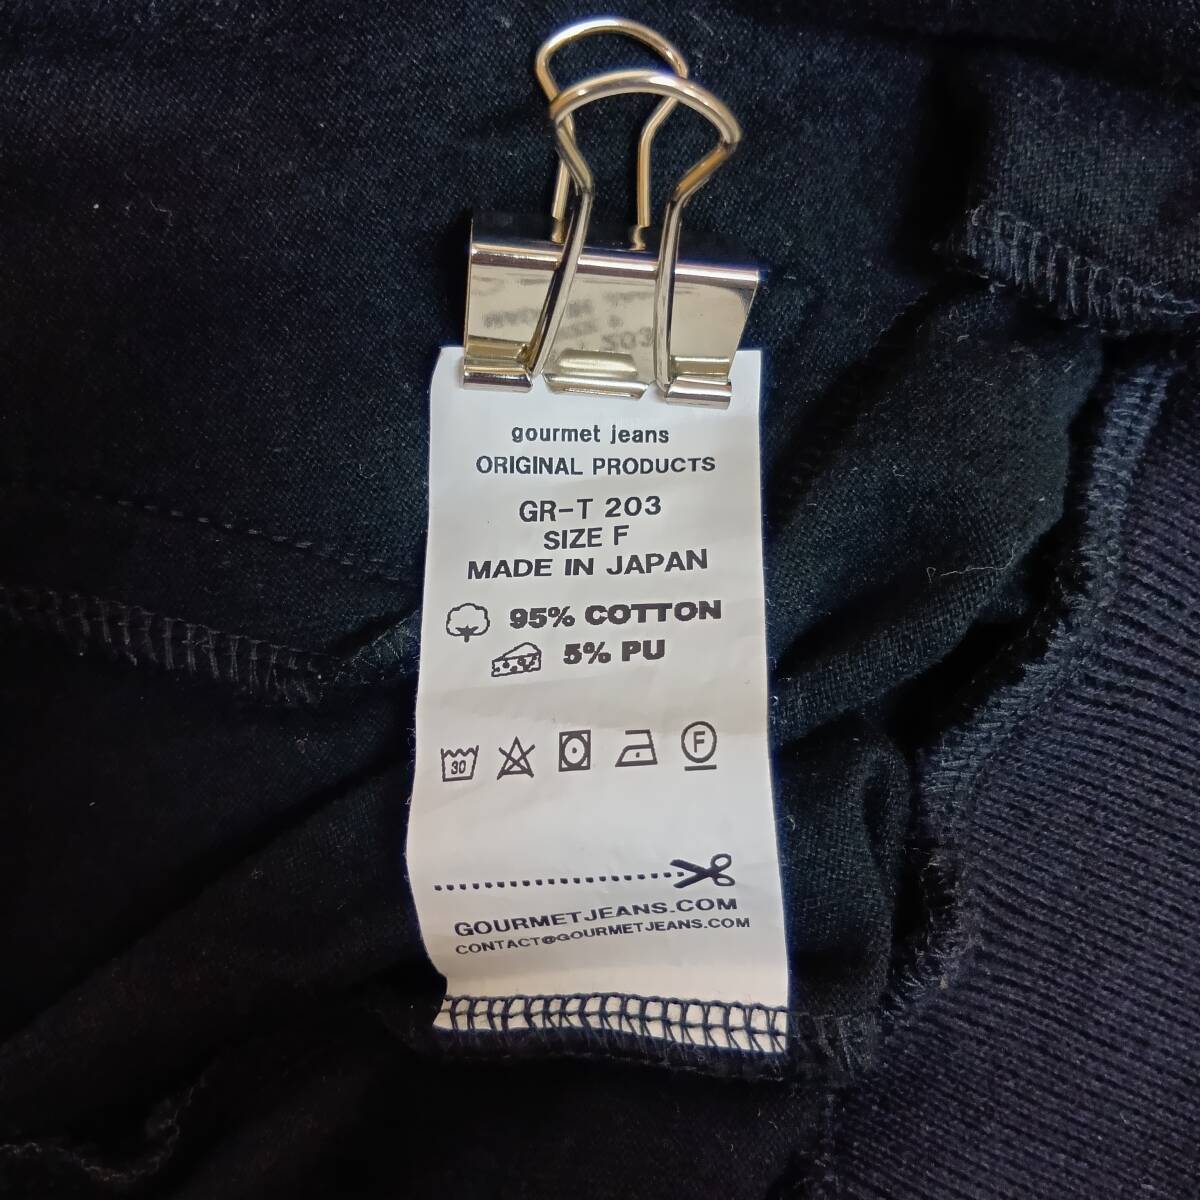 gourmet jeans
ORIGINAL PRODUCTS
GR-T 203
SIZE F
MADE IN JAPAN
95% COTTON
5% PU
30
F
GOURMETJEANS.COM
CONTACT@GOURMETJEANS.COM